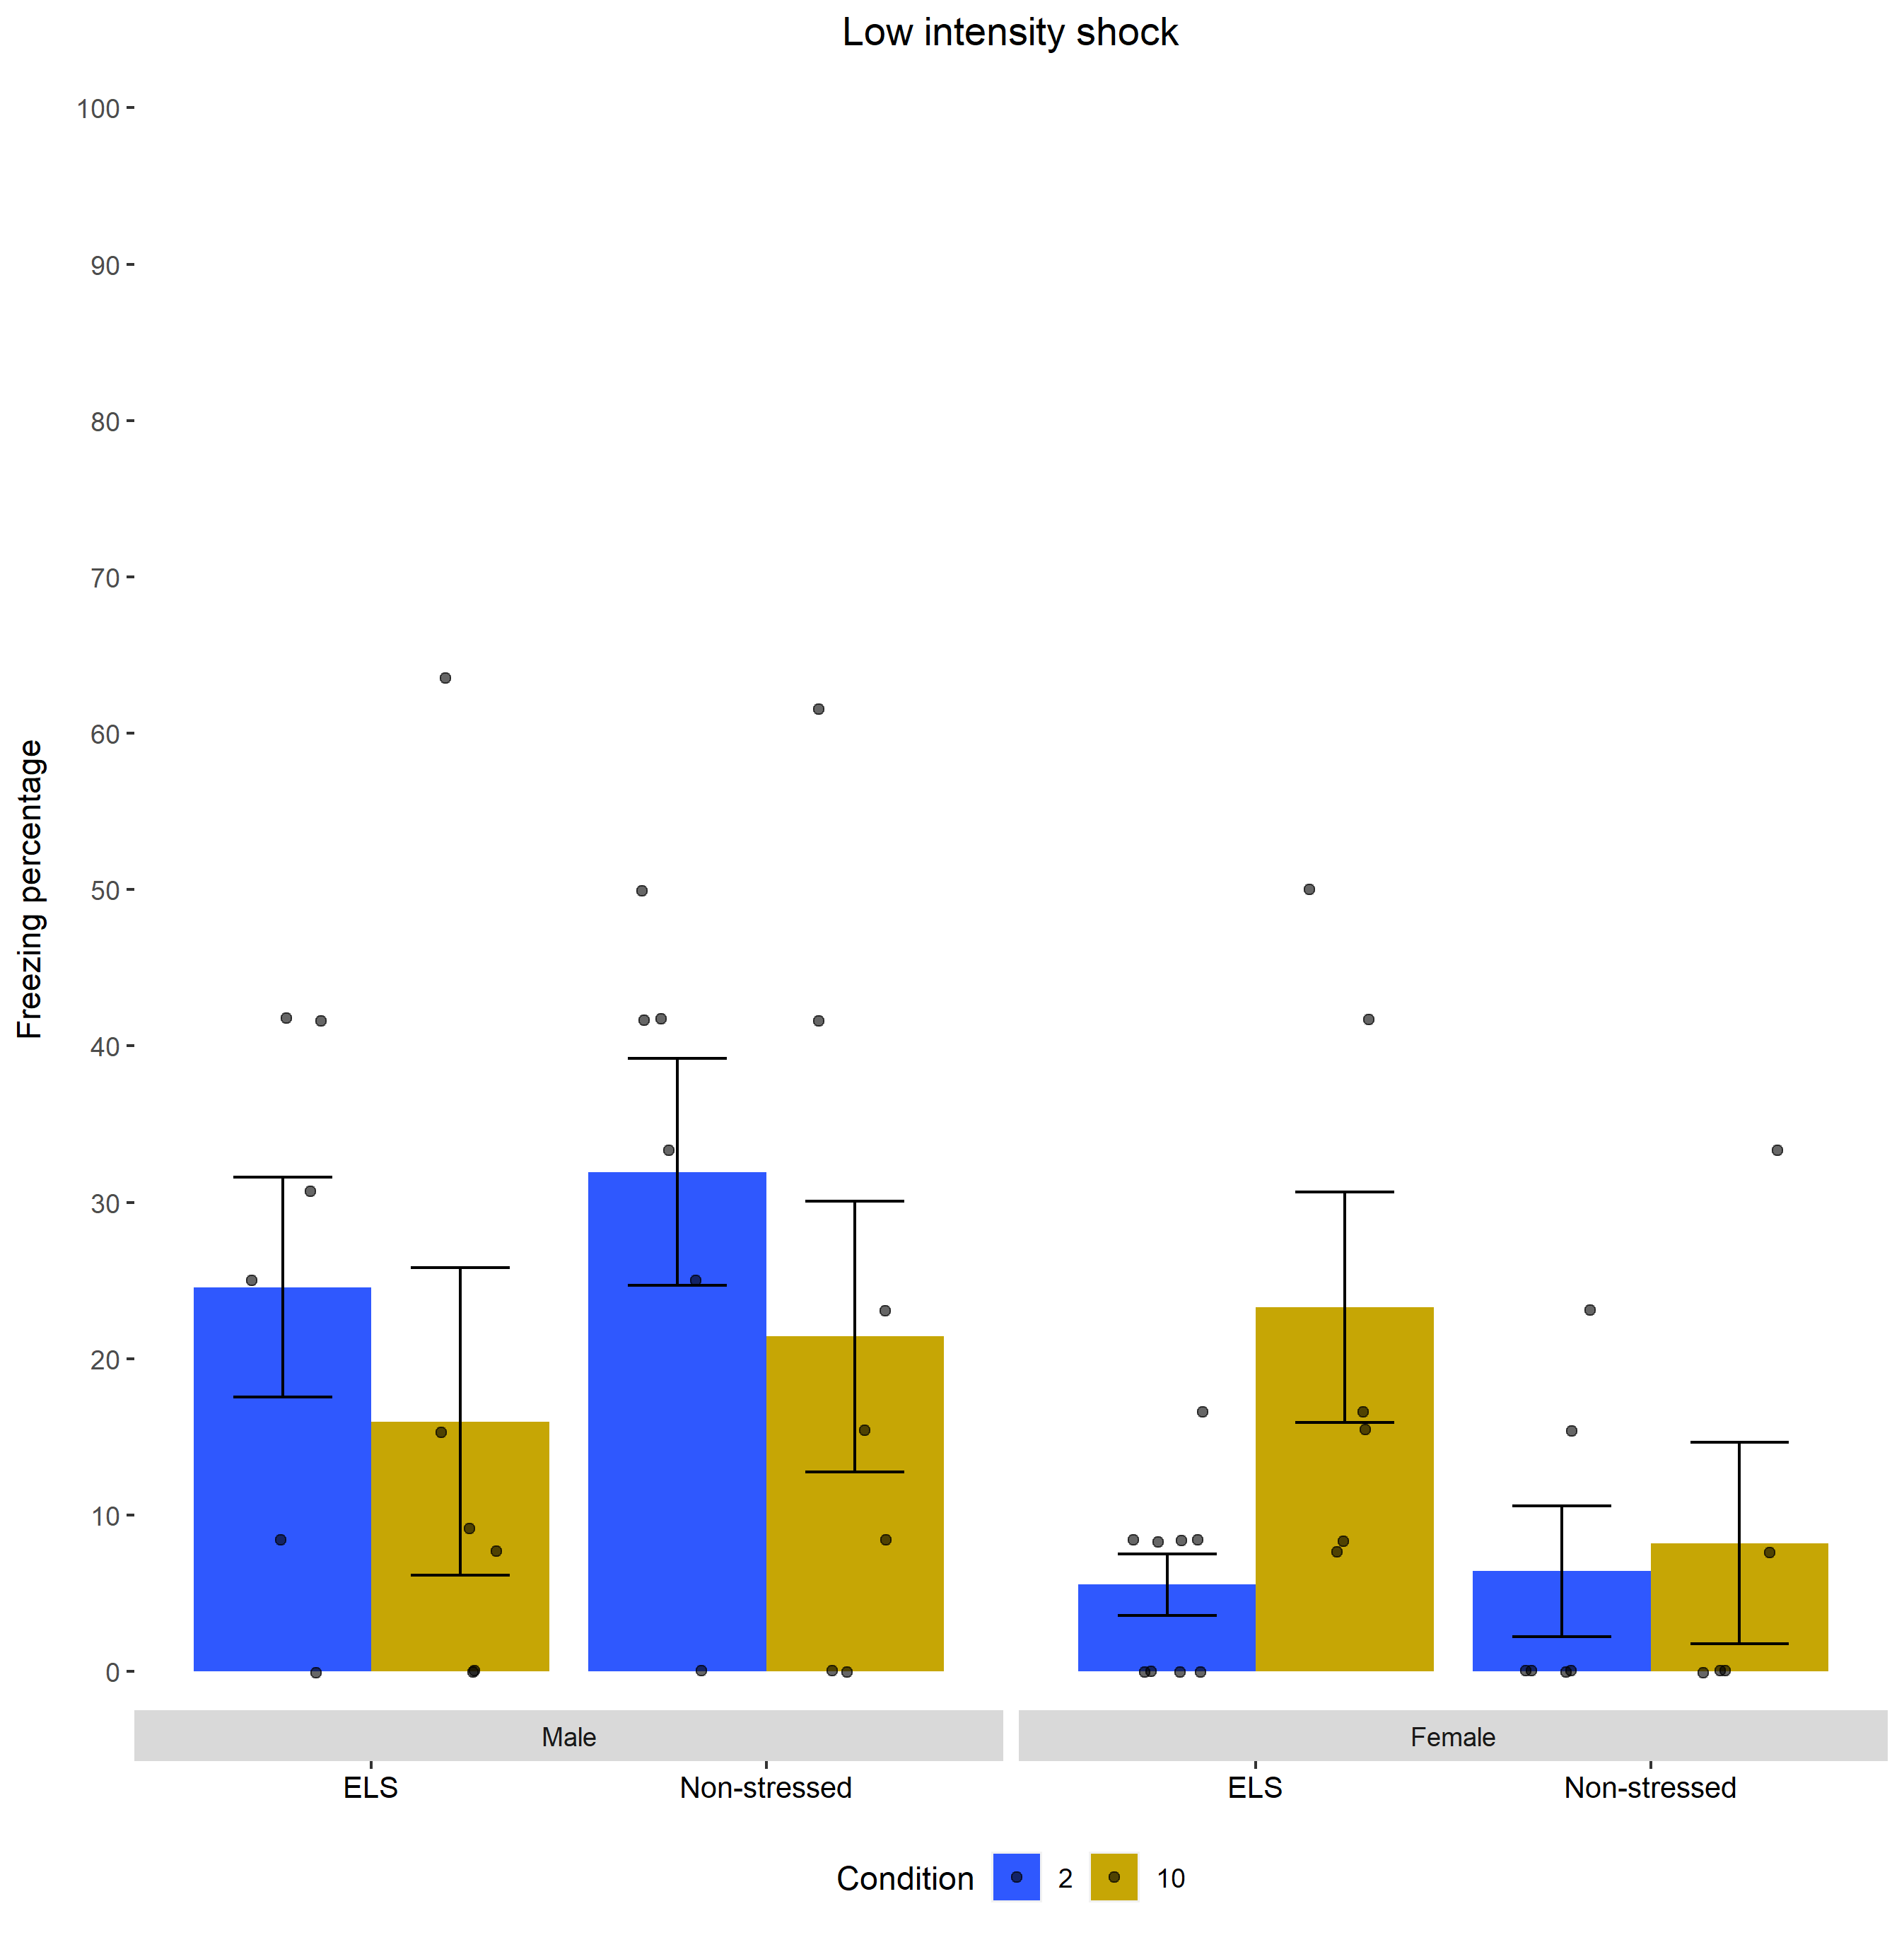 Low intensity shock
100
90
80
70
60
50
40
30
20
10
0
Freezing percentage
Male
Female
ELS
Non-stressed
ELS
Non-stressed
Condition 2 10